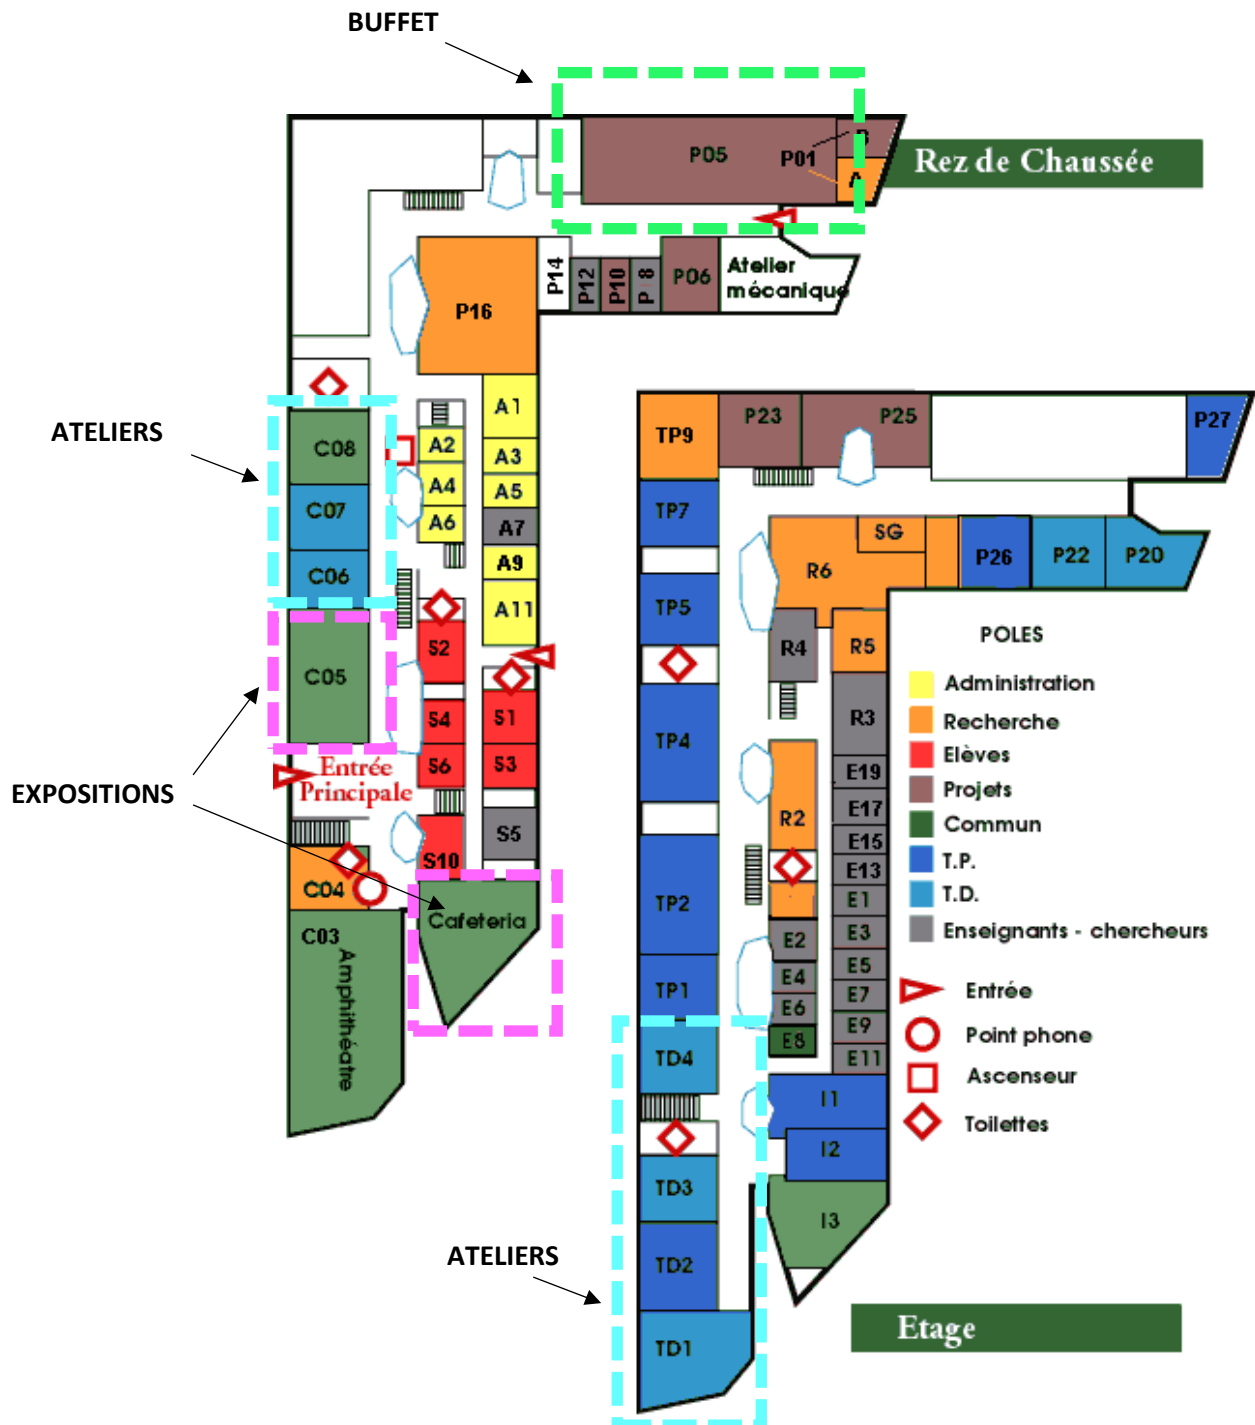 BUFFET
P05
P01
B
A
Rez de Chaussée
P14
P12
P10
P18
P06
Atelier
mécanique
P16
ATELIERS
C08
C07
C06
C05
A1
A2
A3
A4
A5
A6
A7
A9
A11
S2
S1
S4
S3
S6
S5
S10
EXPOSITIONS
Entrée
Principale
C04
C03
Amphithéatre
Cafeteria
TP9
P23
P25
P27
TP7
SG
R6
P26
P22
P20
TP5
R4
R5
TP4
R3
E19
E17
E15
E13
R2
TP2
E1
E2
E3
E4
E5
TP1
E6
E7
E8
E9
E11
TD4
I1
I2
TD3
I3
TD2
TD1
ATELIERS
POLES
Administration
Recherche
Elèves
Projets
Commun
T.P.
T.D.
Enseignants - chercheurs
Entrée
Point phone
Ascenseur
Toilettes
Etage